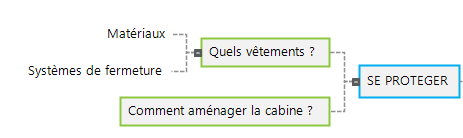 Matériaux
Quels vêtements ?
Systèmes de fermeture
SE PROTEGER
Comment aménager la cabine ?